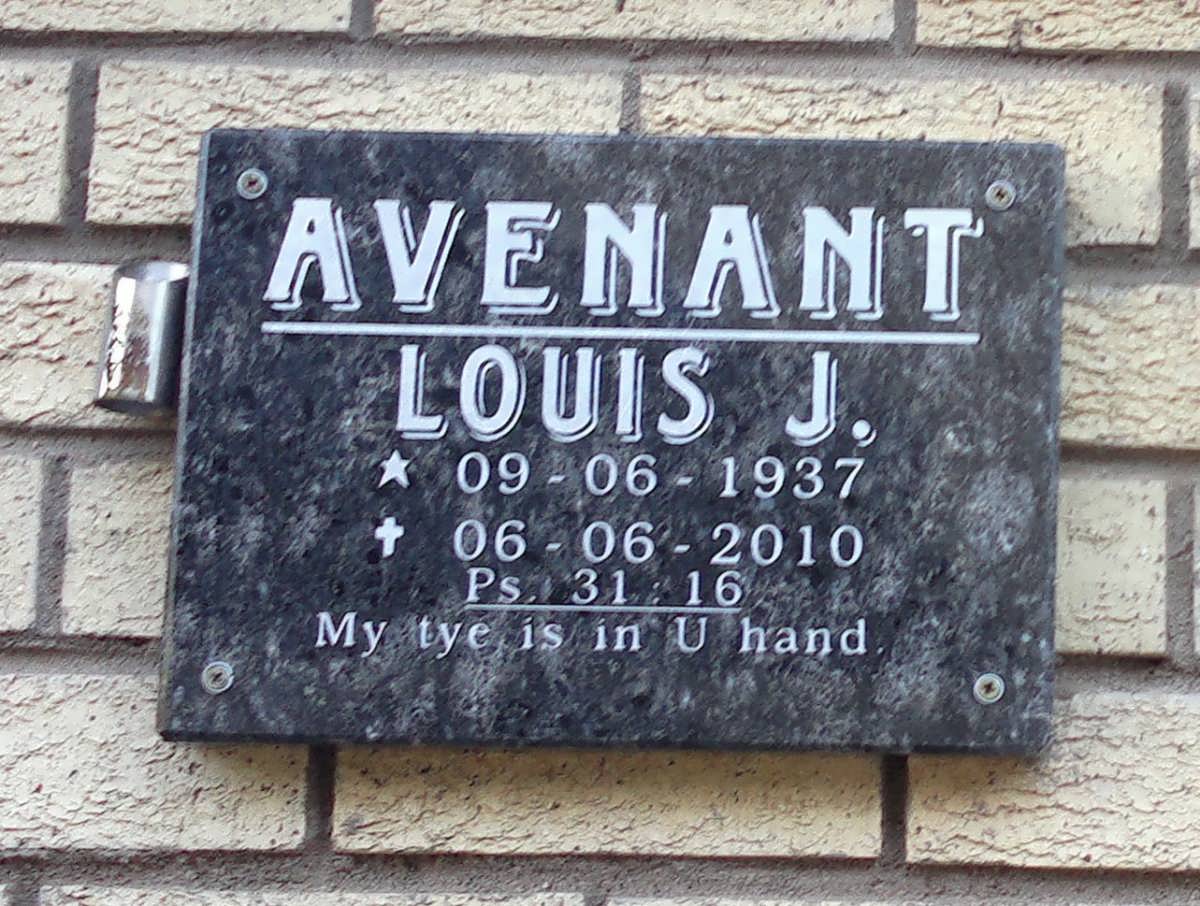 AVENANT
LOUIS J.
09 - 06 - 1937
06 - 06 - 2010
Ps. 31 : 16
My tye is in U hand.